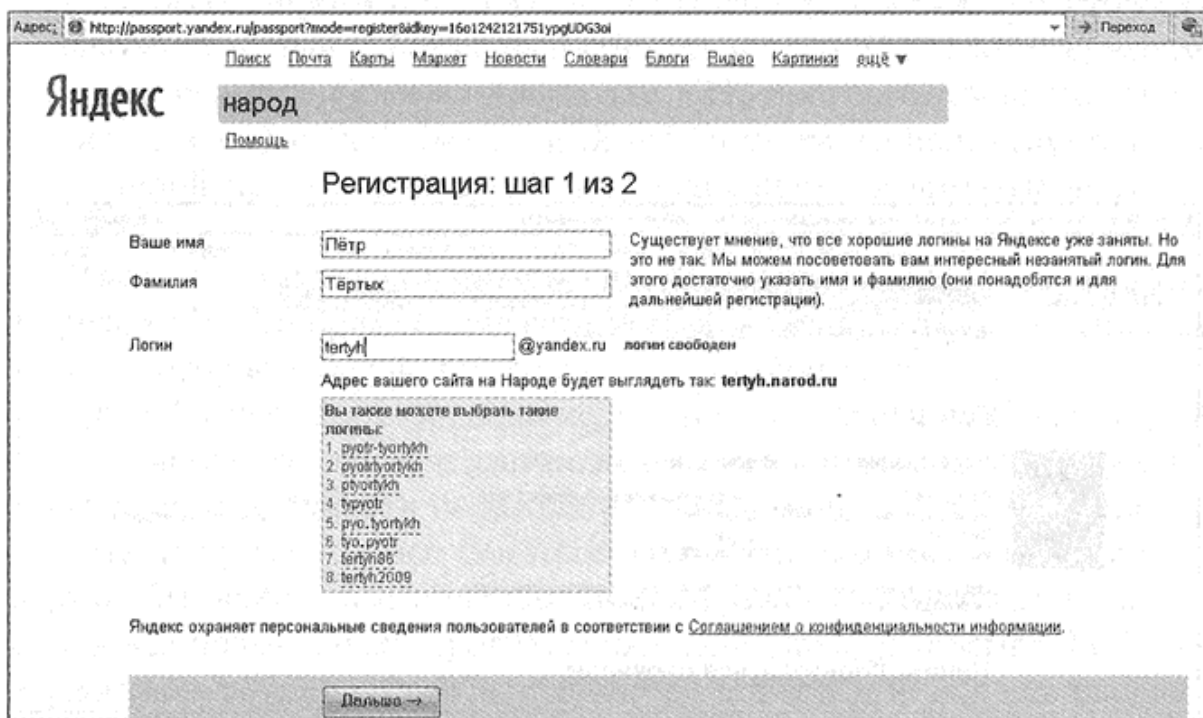 Адрес: http://passport.yandex.ru/passport?mode=register&idkey=16o1242121751ypgUDG3oi Переход
Поиск Почта Карты Маркет Новости Словари Блоги Видео Картинки ещё ▼
Яндекс
народ
Помощь
Регистрация: шаг 1 из 2
Ваше имя Пётр
Фамилия Тёртых
Существует мнение, что все хорошие логины на Яндексе уже заняты. Но
это не так. Мы можем посоветовать вам интересный незанятый логин. Для
этого достаточно указать имя и фамилию (они понадобятся и для
дальнейшей регистрации).
Логин tertyh @yandex.ru логин свободен
Адрес вашего сайта на Народе будет выглядеть так: tertyh.narod.ru
Вы также можете выбрать такие
логины:
1. pyotr-tyortykh
2. pyotrtyortykh
3. ptyortykh
4. typyotr
5. pyo.tyortykh
6. tyo.pyotr
7. tertyh86
8. tertyh2009
Яндекс охраняет персональные сведения пользователей в соответствии с Соглашением о конфиденциальности информации.
Дальше →